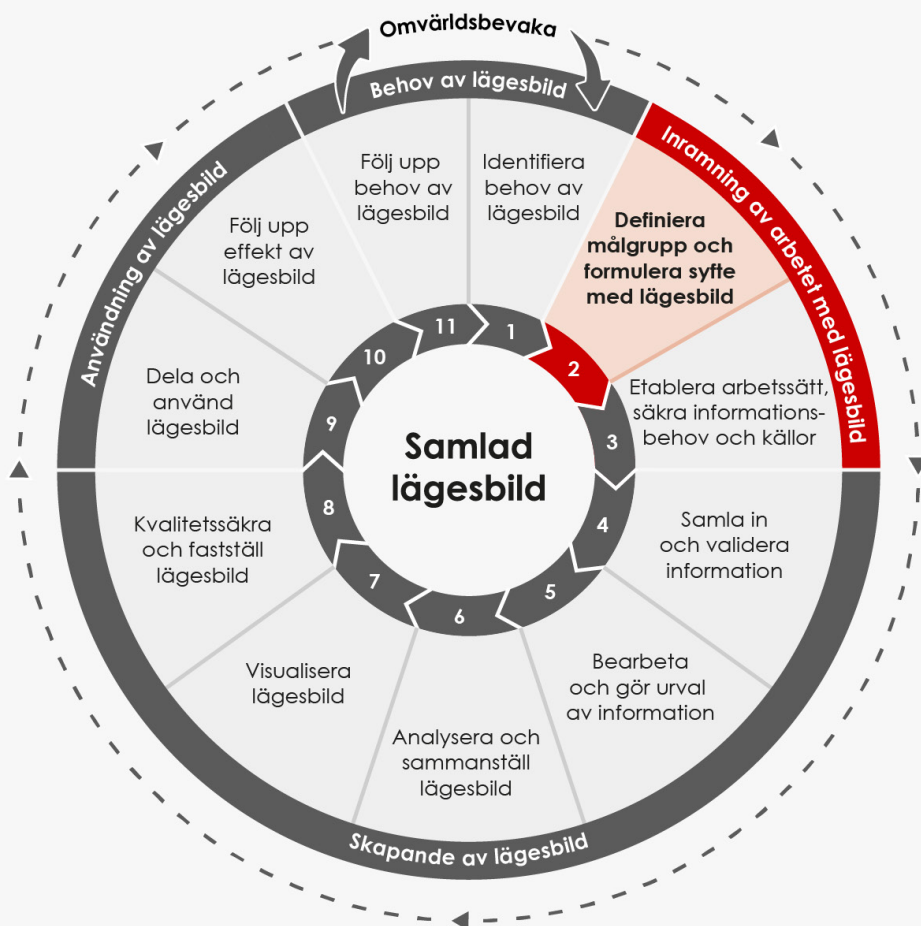 Omvärldsbevaka
Behov av lägesbild
Inramning av arbetet med lägesbild
Skapande av lägesbild
Användning av lägesbild
Samlad
lägesbild
1
Identifiera
behov av
lägesbild
2
Definiera
målgrupp och
formulera syfte
med lägesbild
3
Etablera arbetssätt,
säkra informations-
behov och källor
4
Samla in
och validera
information
5
Bearbeta
och gör urval
av information
6
Analysera och
sammanställ
lägesbild
7
Visualisera
lägesbild
8
Kvalitetssäkra
och fastställ
lägesbild
9
Dela och
använd
lägesbild
10
Följ upp
effekt av
lägesbild
11
Följ upp
behov av
lägesbild